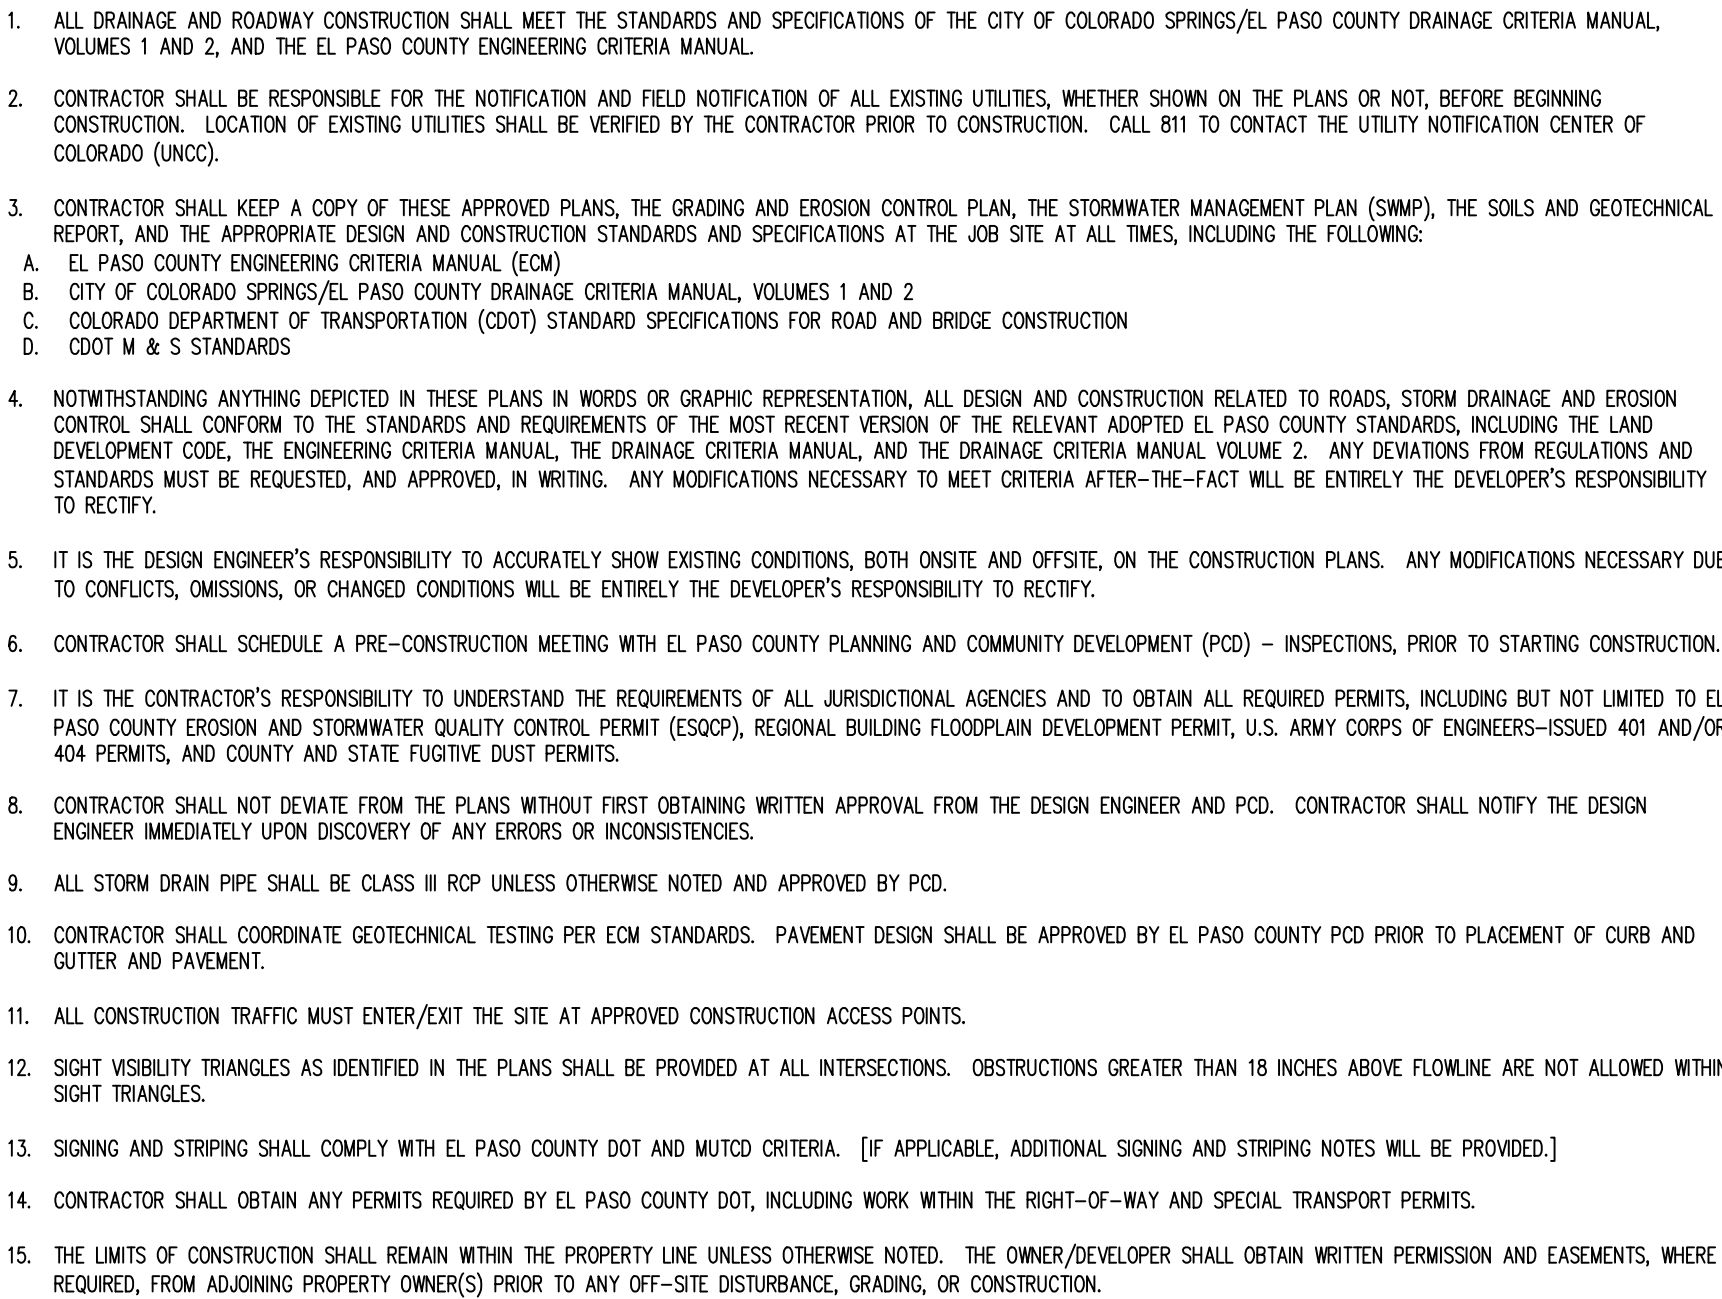 1. ALL DRAINAGE AND ROADWAY CONSTRUCTION SHALL MEET THE STANDARDS AND SPECIFICATIONS OF THE CITY OF COLORADO SPRINGS/EL PASO COUNTY DRAINAGE CRITERIA MANUAL,
VOLUMES 1 AND 2, AND THE EL PASO COUNTY ENGINEERING CRITERIA MANUAL.
2. CONTRACTOR SHALL BE RESPONSIBLE FOR THE NOTIFICATION AND FIELD NOTIFICATION OF ALL EXISTING UTILITIES, WHETHER SHOWN ON THE PLANS OR NOT, BEFORE BEGINNING
CONSTRUCTION. LOCATION OF EXISTING UTILITIES SHALL BE VERIFIED BY THE CONTRACTOR PRIOR TO CONSTRUCTION. CALL 811 TO CONTACT THE UTILITY NOTIFICATION CENTER OF
COLORADO (UNCC).
3. CONTRACTOR SHALL KEEP A COPY OF THESE APPROVED PLANS, THE GRADING AND EROSION CONTROL PLAN, THE STORMWATER MANAGEMENT PLAN (SWMP), THE SOILS AND GEOTECHNICAL
REPORT, AND THE APPROPRIATE DESIGN AND CONSTRUCTION STANDARDS AND SPECIFICATIONS AT THE JOB SITE AT ALL TIMES, INCLUDING THE FOLLOWING:
A. EL PASO COUNTY ENGINEERING CRITERIA MANUAL (ECM)
B. CITY OF COLORADO SPRINGS/EL PASO COUNTY DRAINAGE CRITERIA MANUAL, VOLUMES 1 AND 2
C. COLORADO DEPARTMENT OF TRANSPORTATION (CDOT) STANDARD SPECIFICATIONS FOR ROAD AND BRIDGE CONSTRUCTION
D. CDOT M & S STANDARDS
4. NOTWITHSTANDING ANYTHING DEPICTED IN THESE PLANS IN WORDS OR GRAPHIC REPRESENTATION, ALL DESIGN AND CONSTRUCTION RELATED TO ROADS, STORM DRAINAGE AND EROSION
CONTROL SHALL CONFORM TO THE STANDARDS AND REQUIREMENTS OF THE MOST RECENT VERSION OF THE RELEVANT ADOPTED EL PASO COUNTY STANDARDS, INCLUDING THE LAND
DEVELOPMENT CODE, THE ENGINEERING CRITERIA MANUAL, THE DRAINAGE CRITERIA MANUAL, AND THE DRAINAGE CRITERIA MANUAL VOLUME 2. ANY DEVIATIONS FROM REGULATIONS AND
STANDARDS MUST BE REQUESTED, AND APPROVED, IN WRITING. ANY MODIFICATIONS NECESSARY TO MEET CRITERIA AFTER-THE-FACT WILL BE ENTIRELY THE DEVELOPER'S RESPONSIBILITY
TO RECTIFY.
5. IT IS THE DESIGN ENGINEER'S RESPONSIBILITY TO ACCURATELY SHOW EXISTING CONDITIONS, BOTH ONSITE AND OFFSITE, ON THE CONSTRUCTION PLANS. ANY MODIFICATIONS NECESSARY DUE
TO CONFLICTS, OMISSIONS, OR CHANGED CONDITIONS WILL BE ENTIRELY THE DEVELOPER'S RESPONSIBILITY TO RECTIFY.
6. CONTRACTOR SHALL SCHEDULE A PRE-CONSTRUCTION MEETING WITH EL PASO COUNTY PLANNING AND COMMUNITY DEVELOPMENT (PCD) – INSPECTIONS, PRIOR TO STARTING CONSTRUCTION.
7. IT IS THE CONTRACTOR'S RESPONSIBILITY TO UNDERSTAND THE REQUIREMENTS OF ALL JURISDICTIONAL AGENCIES AND TO OBTAIN ALL REQUIRED PERMITS, INCLUDING BUT NOT LIMITED TO EL
PASO COUNTY EROSION AND STORMWATER QUALITY CONTROL PERMIT (ESQCP), REGIONAL BUILDING FLOODPLAIN DEVELOPMENT PERMIT, U.S. ARMY CORPS OF ENGINEERS-ISSUED 401 AND/OR
404 PERMITS, AND COUNTY AND STATE FUGITIVE DUST PERMITS.
8. CONTRACTOR SHALL NOT DEVIATE FROM THE PLANS WITHOUT FIRST OBTAINING WRITTEN APPROVAL FROM THE DESIGN ENGINEER AND PCD. CONTRACTOR SHALL NOTIFY THE DESIGN
ENGINEER IMMEDIATELY UPON DISCOVERY OF ANY ERRORS OR INCONSISTENCIES.
9. ALL STORM DRAIN PIPE SHALL BE CLASS III RCP UNLESS OTHERWISE NOTED AND APPROVED BY PCD.
10. CONTRACTOR SHALL COORDINATE GEOTECHNICAL TESTING PER ECM STANDARDS. PAVEMENT DESIGN SHALL BE APPROVED BY EL PASO COUNTY PCD PRIOR TO PLACEMENT OF CURB AND
GUTTER AND PAVEMENT.
11. ALL CONSTRUCTION TRAFFIC MUST ENTER/EXIT THE SITE AT APPROVED CONSTRUCTION ACCESS POINTS.
12. SIGHT VISIBILITY TRIANGLES AS IDENTIFIED IN THE PLANS SHALL BE PROVIDED AT ALL INTERSECTIONS. OBSTRUCTIONS GREATER THAN 18 INCHES ABOVE FLOWLINE ARE NOT ALLOWED WITHIN
SIGHT TRIANGLES.
13. SIGNING AND STRIPING SHALL COMPLY WITH EL PASO COUNTY DOT AND MUTCD CRITERIA. [IF APPLICABLE, ADDITIONAL SIGNING AND STRIPING NOTES WILL BE PROVIDED.]
14. CONTRACTOR SHALL OBTAIN ANY PERMITS REQUIRED BY EL PASO COUNTY DOT, INCLUDING WORK WITHIN THE RIGHT-OF-WAY AND SPECIAL TRANSPORT PERMITS.
15. THE LIMITS OF CONSTRUCTION SHALL REMAIN WITHIN THE PROPERTY LINE UNLESS OTHERWISE NOTED. THE OWNER/DEVELOPER SHALL OBTAIN WRITTEN PERMISSION AND EASEMENTS, WHERE
REQUIRED, FROM ADJOINING PROPERTY OWNER(S) PRIOR TO ANY OFF-SITE DISTURBANCE, GRADING, OR CONSTRUCTION.